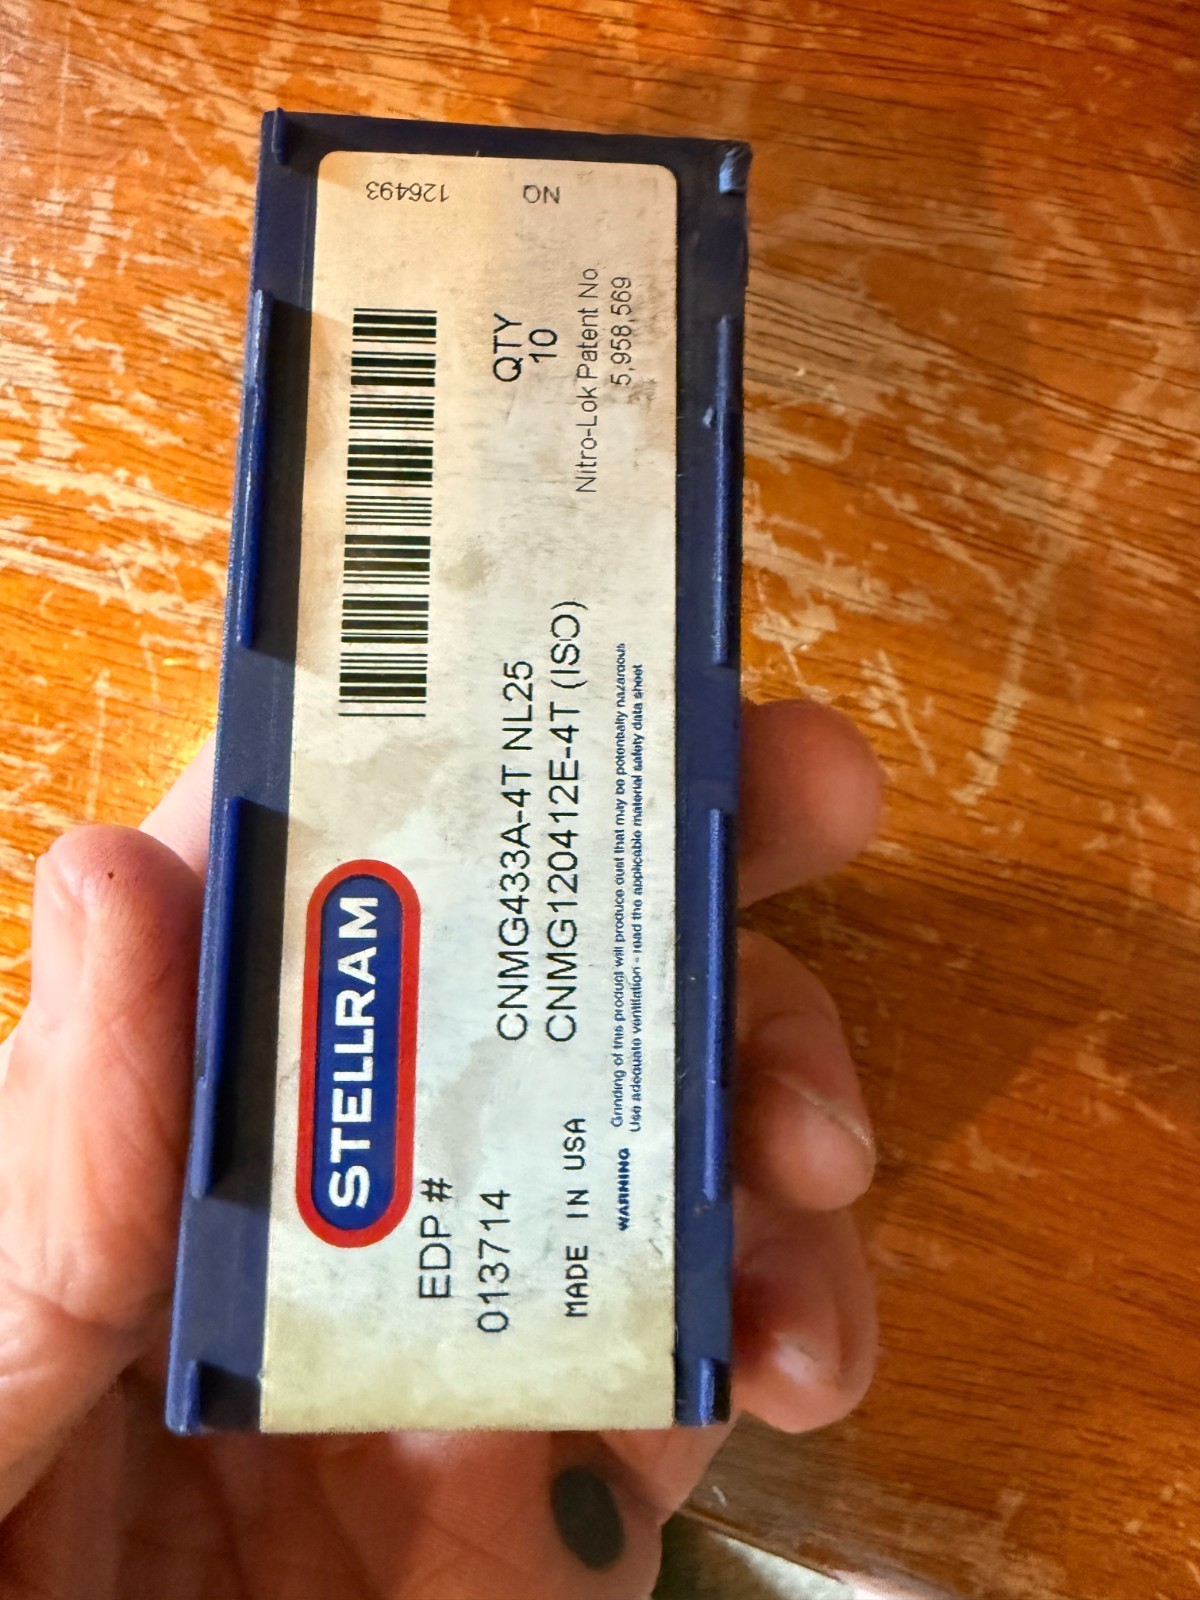 STELLRAM
EDP #
013714
CNMG433A-4T NL25
CNMG120412E-4T (ISO)
QTY
10
MADE IN USA
Nitro-Lok Patent No.
5,958,569
WARNING
Grinding of this product will produce dust that may be potentially hazardous
Use adequate ventilation - read the applicable material safety data sheet
126493
NQ